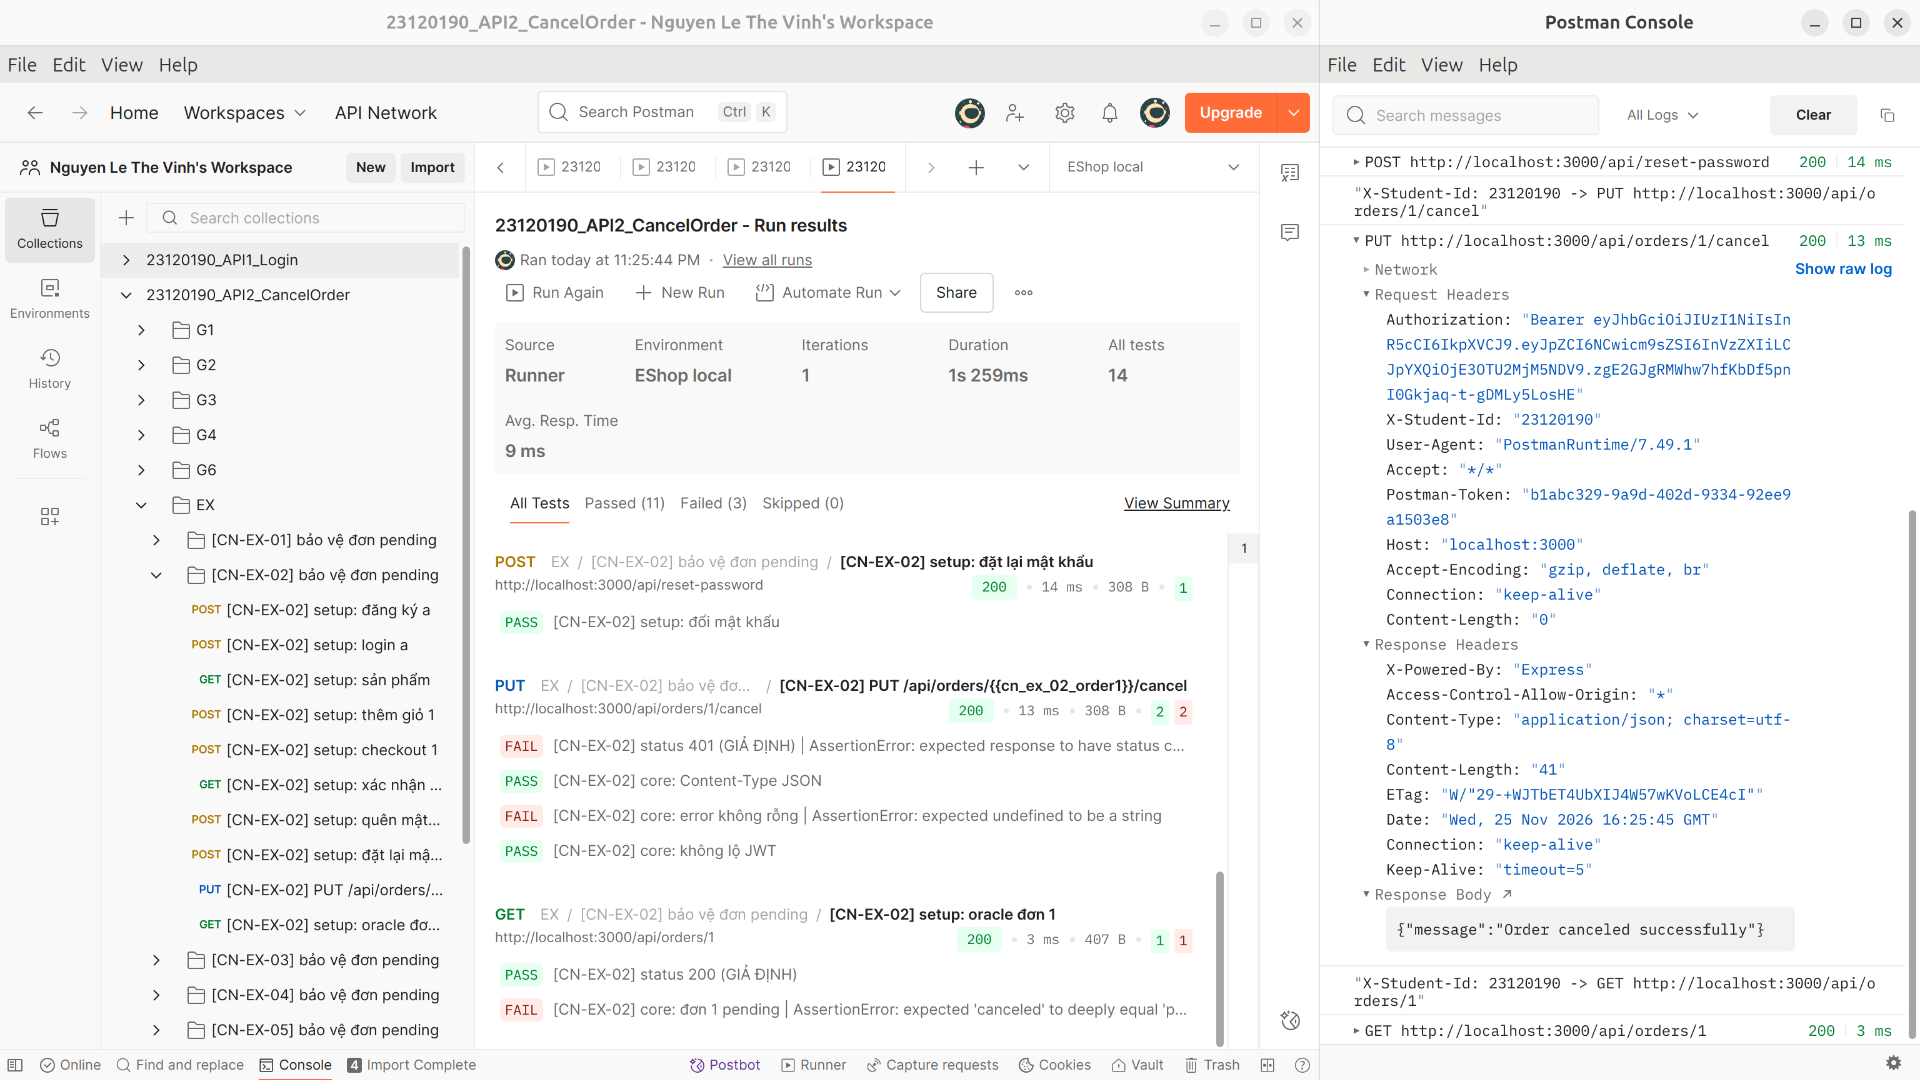 23120190_API2_CancelOrder - Nguyen Le The Vinh's Workspace
File Edit View Help
Home Workspaces API Network
Search Postman Ctrl K
Upgrade
Nguyen Le The Vinh's Workspace New Import
23120 23120 23120 23120
EShop local
Collections
Environments
History
Flows
Search collections
23120190_API1_Login
23120190_API2_CancelOrder
G1
G2
G3
G4
G6
EX
[CN-EX-01] bảo vệ đơn pending
[CN-EX-02] bảo vệ đơn pending
POST [CN-EX-02] setup: đăng ký a
POST [CN-EX-02] setup: login a
GET [CN-EX-02] setup: sản phẩm
POST [CN-EX-02] setup: thêm giỏ 1
POST [CN-EX-02] setup: checkout 1
GET [CN-EX-02] setup: xác nhận ...
POST [CN-EX-02] setup: quên mật...
POST [CN-EX-02] setup: đặt lại mậ...
PUT [CN-EX-02] PUT /api/orders/...
GET [CN-EX-02] setup: oracle đơ...
[CN-EX-03] bảo vệ đơn pending
[CN-EX-04] bảo vệ đơn pending
[CN-EX-05] bảo vệ đơn pending
23120190_API2_CancelOrder - Run results
Ran today at 11:25:44 PM · View all runs
Run Again New Run Automate Run Share
Source Environment Iterations Duration All tests
Runner EShop local 1 1s 259ms 14
Avg. Resp. Time
9 ms
All Tests Passed (11) Failed (3) Skipped (0) View Summary
1
POST EX / [CN-EX-02] bảo vệ đơn pending / [CN-EX-02] setup: đặt lại mật khẩu
http://localhost:3000/api/reset-password 200 • 14 ms • 308 B • 1
PASS [CN-EX-02] setup: đổi mật khẩu
PUT EX / [CN-EX-02] bảo vệ đơ... / [CN-EX-02] PUT /api/orders/{{cn_ex_02_order1}}/cancel
http://localhost:3000/api/orders/1/cancel 200 • 13 ms • 308 B • 2 2
FAIL [CN-EX-02] status 401 (GIẢ ĐỊNH) | AssertionError: expected response to have status c...
PASS [CN-EX-02] core: Content-Type JSON
FAIL [CN-EX-02] core: error không rỗng | AssertionError: expected undefined to be a string
PASS [CN-EX-02] core: không lộ JWT
GET EX / [CN-EX-02] bảo vệ đơn pending / [CN-EX-02] setup: oracle đơn 1
http://localhost:3000/api/orders/1 200 • 3 ms • 407 B • 1 1
PASS [CN-EX-02] status 200 (GIẢ ĐỊNH)
FAIL [CN-EX-02] core: đơn 1 pending | AssertionError: expected 'canceled' to deeply equal 'p...
Online Find and replace Console 4 Import Complete Postbot Runner Capture requests Cookies Vault Trash
Postman Console
File Edit View Help
Search messages All Logs Clear
POST http://localhost:3000/api/reset-password 200 14 ms
"X-Student-Id: 23120190 -> PUT http://localhost:3000/api/o
rders/1/cancel"
PUT http://localhost:3000/api/orders/1/cancel 200 13 ms
Network Show raw log
Request Headers
Authorization: "Bearer eyJhbGciOiJIUzI1NiIsIn
R5cCI6IkpXVCJ9.eyJpZCI6NCwicm9sZSI6InVzZXIiLC
JpYXQiOjE3OTU2MjM5NDV9.zgE2GJgRMWhw7hfKbDf5pn
I0Gkjaq-t-gDMLy5LosHE"
X-Student-Id: "23120190"
User-Agent: "PostmanRuntime/7.49.1"
Accept: "*/*"
Postman-Token: "b1abc329-9a9d-402d-9334-92ee9
a1503e8"
Host: "localhost:3000"
Accept-Encoding: "gzip, deflate, br"
Connection: "keep-alive"
Content-Length: "0"
Response Headers
X-Powered-By: "Express"
Access-Control-Allow-Origin: "*"
Content-Type: "application/json; charset=utf-
8"
Content-Length: "41"
ETag: "W/"29-+WJTbET4UbXIJ4W57wKVoLCE4cI""
Date: "Wed, 25 Nov 2026 16:25:45 GMT"
Connection: "keep-alive"
Keep-Alive: "timeout=5"
Response Body
{"message":"Order canceled successfully"}
"X-Student-Id: 23120190 -> GET http://localhost:3000/api/o
rders/1"
GET http://localhost:3000/api/orders/1 200 3 ms